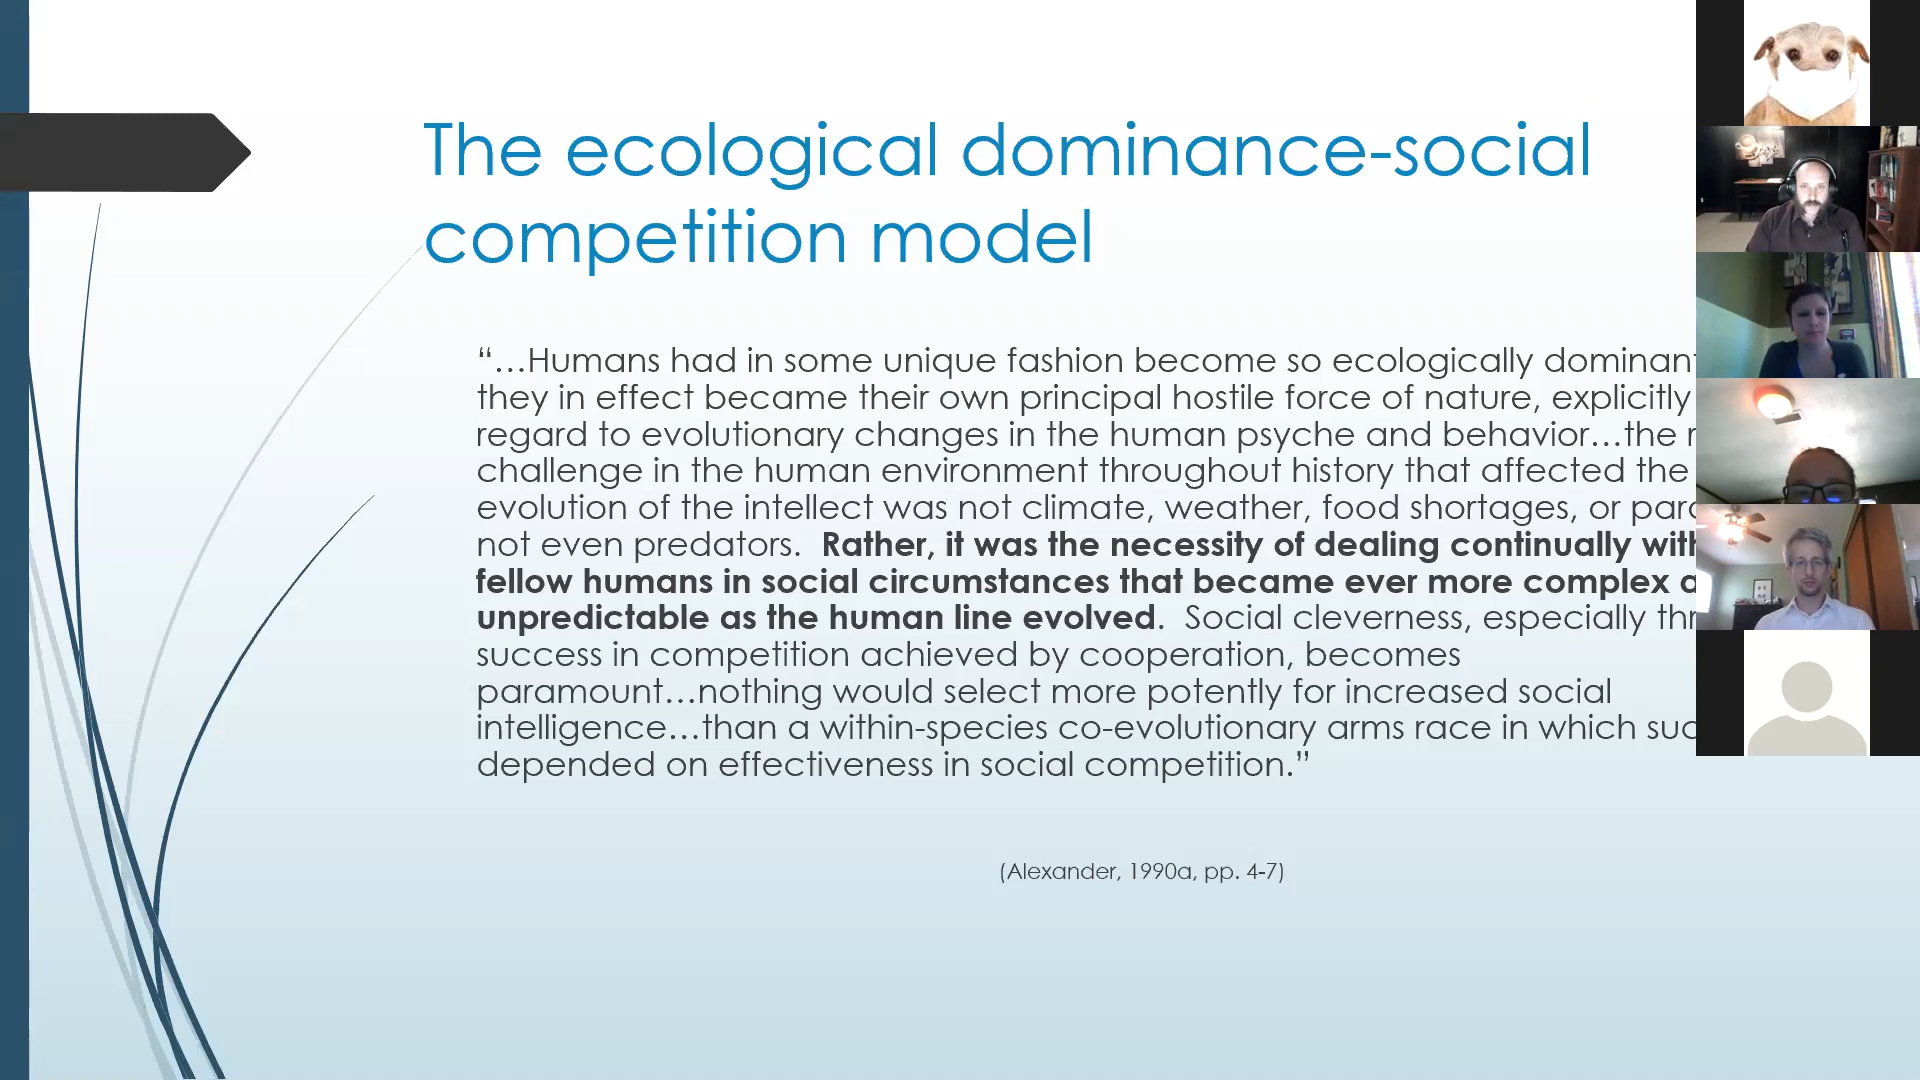 The ecological dominance-social
competition model
“…Humans had in some unique fashion become so ecologically dominant
they in effect became their own principal hostile force of nature, explicitly
regard to evolutionary changes in the human psyche and behavior…the
challenge in the human environment throughout history that affected the
evolution of the intellect was not climate, weather, food shortages, or
not even predators.  Rather, it was the necessity of dealing continually with
fellow humans in social circumstances that became ever more complex
unpredictable as the human line evolved.  Social cleverness, especially
success in competition achieved by cooperation, becomes
paramount…nothing would select more potently for increased social
intelligence…than a within-species co-evolutionary arms race in which
depended on effectiveness in social competition.”
(Alexander, 1990a, pp. 4-7)